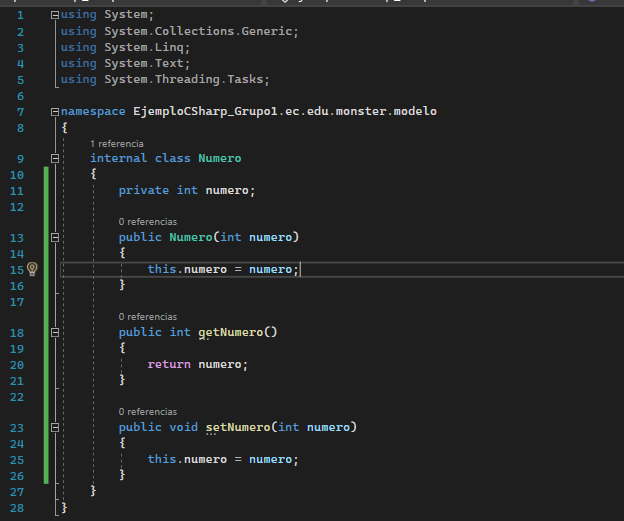 1 using System;
2 using System.Collections.Generic;
3 using System.Linq;
4 using System.Text;
5 using System.Threading.Tasks;
6
7 namespace EjemploCSharp_Grupo1.ec.edu.monster.modelo
8 {
1 referencia
9 internal class Numero
10 {
11 private int numero;
12
0 referencias
13 public Numero(int numero)
14 {
15 this.numero = numero;
16 }
17
0 referencias
18 public int getNumero()
19 {
20 return numero;
21 }
22
0 referencias
23 public void setNumero(int numero)
24 {
25 this.numero = numero;
26 }
27 }
28 }